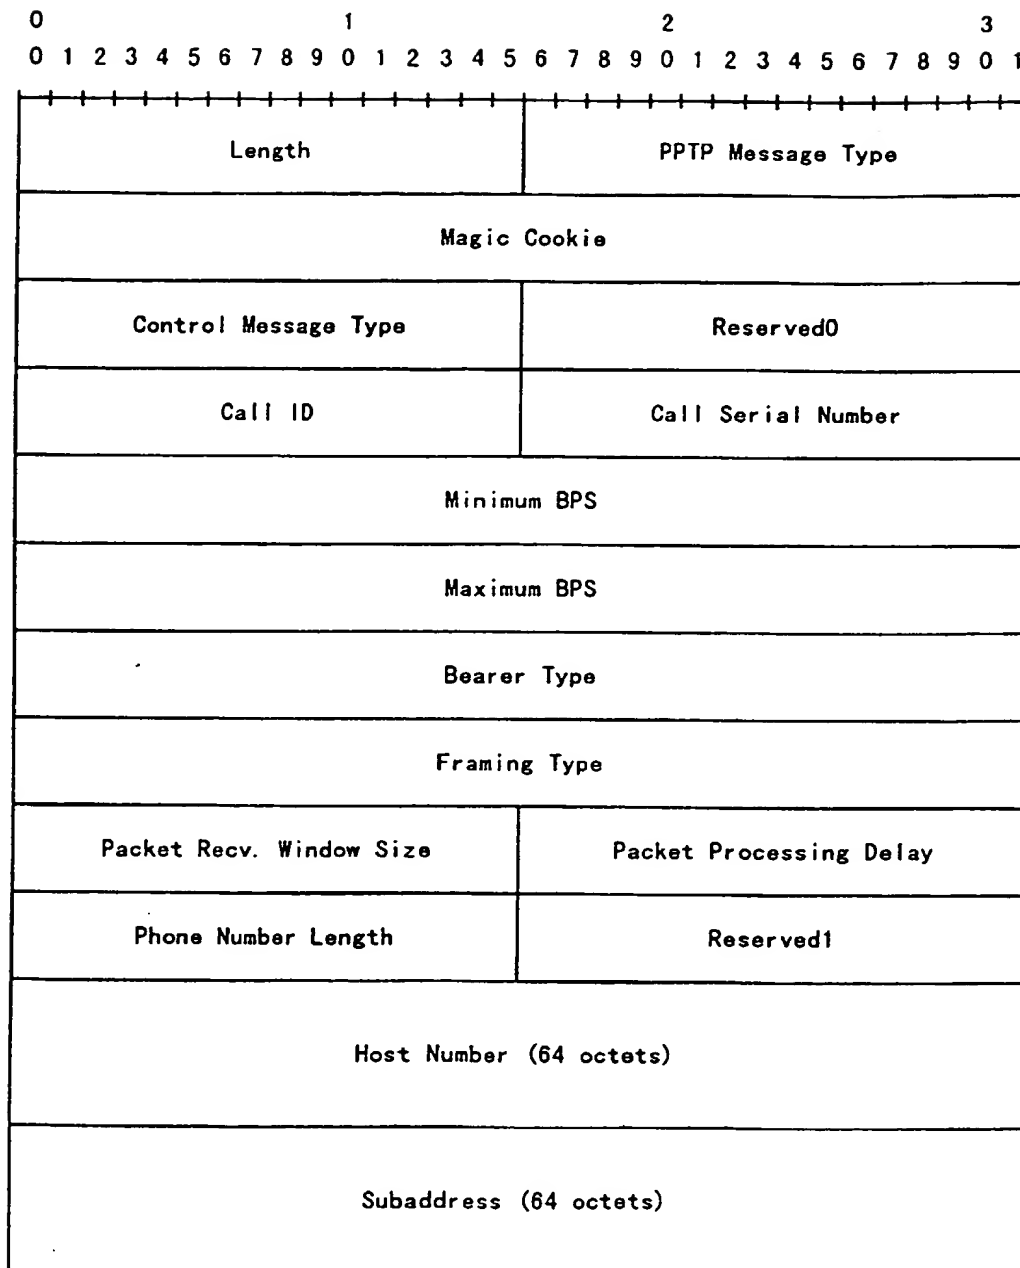 0 1 2 3
0 1 2 3 4 5 6 7 8 9 0 1 2 3 4 5 6 7 8 9 0 1 2 3 4 5 6 7 8 9 0 1
Length PPTP Message Type
Magic Cookie
Control Message Type Reserved0
Call ID Call Serial Number
Minimum BPS
Maximum BPS
Bearer Type
Framing Type
Packet Recv. Window Size Packet Processing Delay
Phone Number Length Reserved1
Host Number (64 octets)
Subaddress (64 octets)